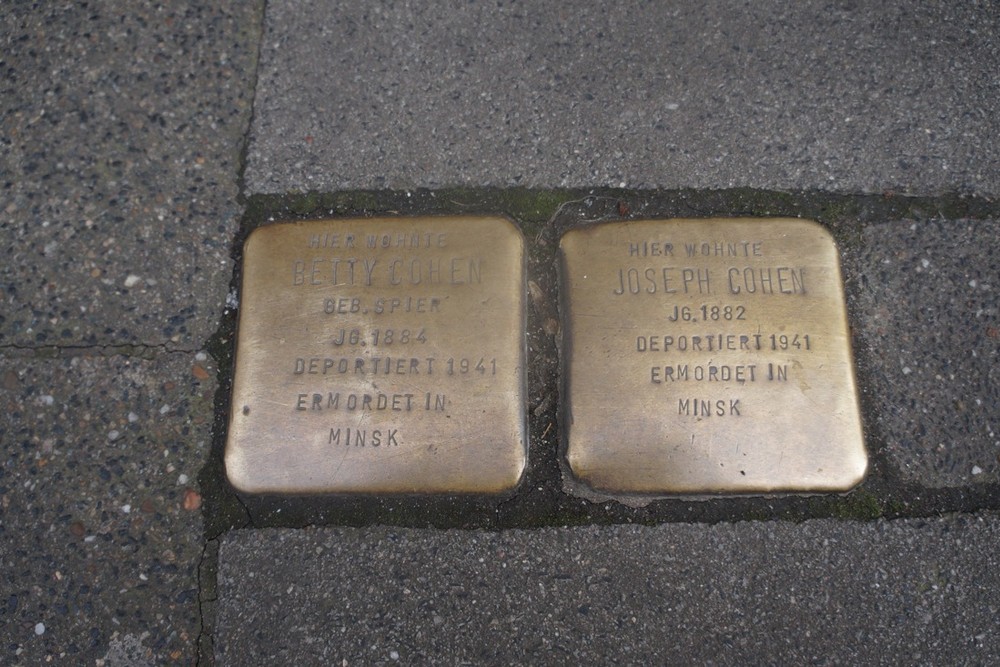 HIER WOHNTE
BETTY COHEN
GEB. SPIER
JG. 1884
DEPORTIERT 1941
ERMORDET IN
MINSK
HIER WOHNTE
JOSEPH COHEN
JG. 1882
DEPORTIERT 1941
ERMORDET IN
MINSK